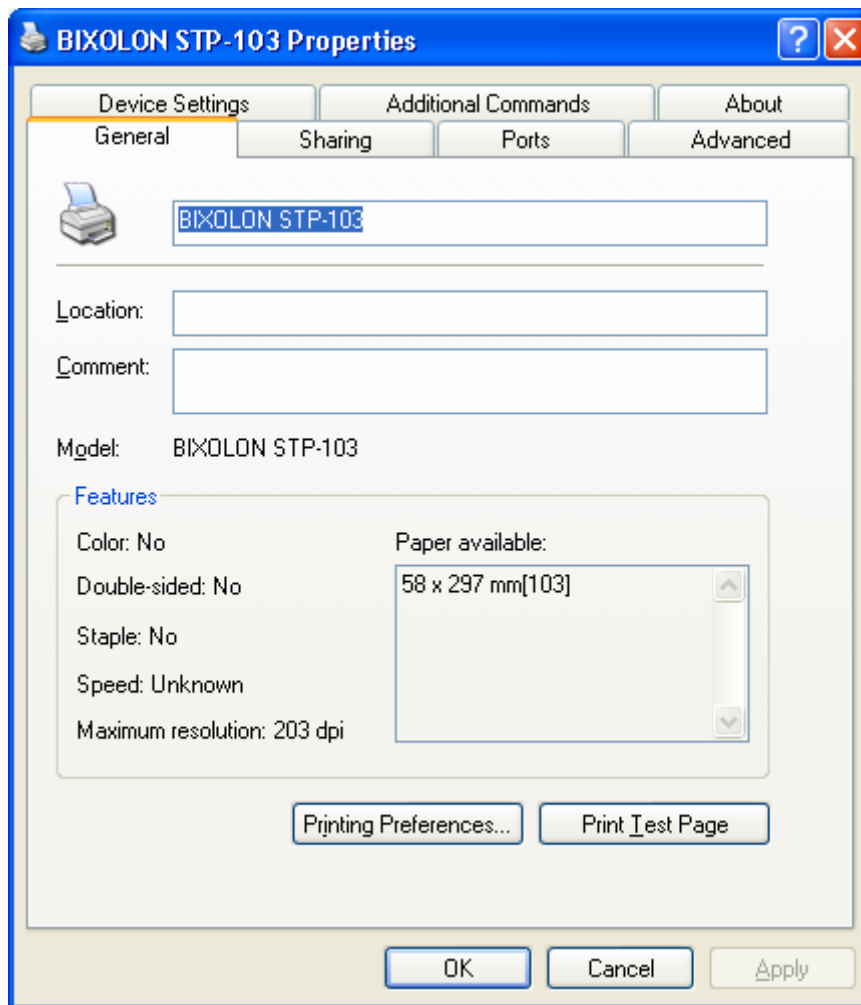 BIXOLON STP-103 Properties
Device Settings Additional Commands About
General Sharing Ports Advanced
BIXOLON STP-103
Location:
Comment:
Model: BIXOLON STP-103
Features
Color: No Paper available:
Double-sided: No 58 x 297 mm[103]
Staple: No
Speed: Unknown
Maximum resolution: 203 dpi
Printing Preferences... Print Test Page
OK Cancel Apply